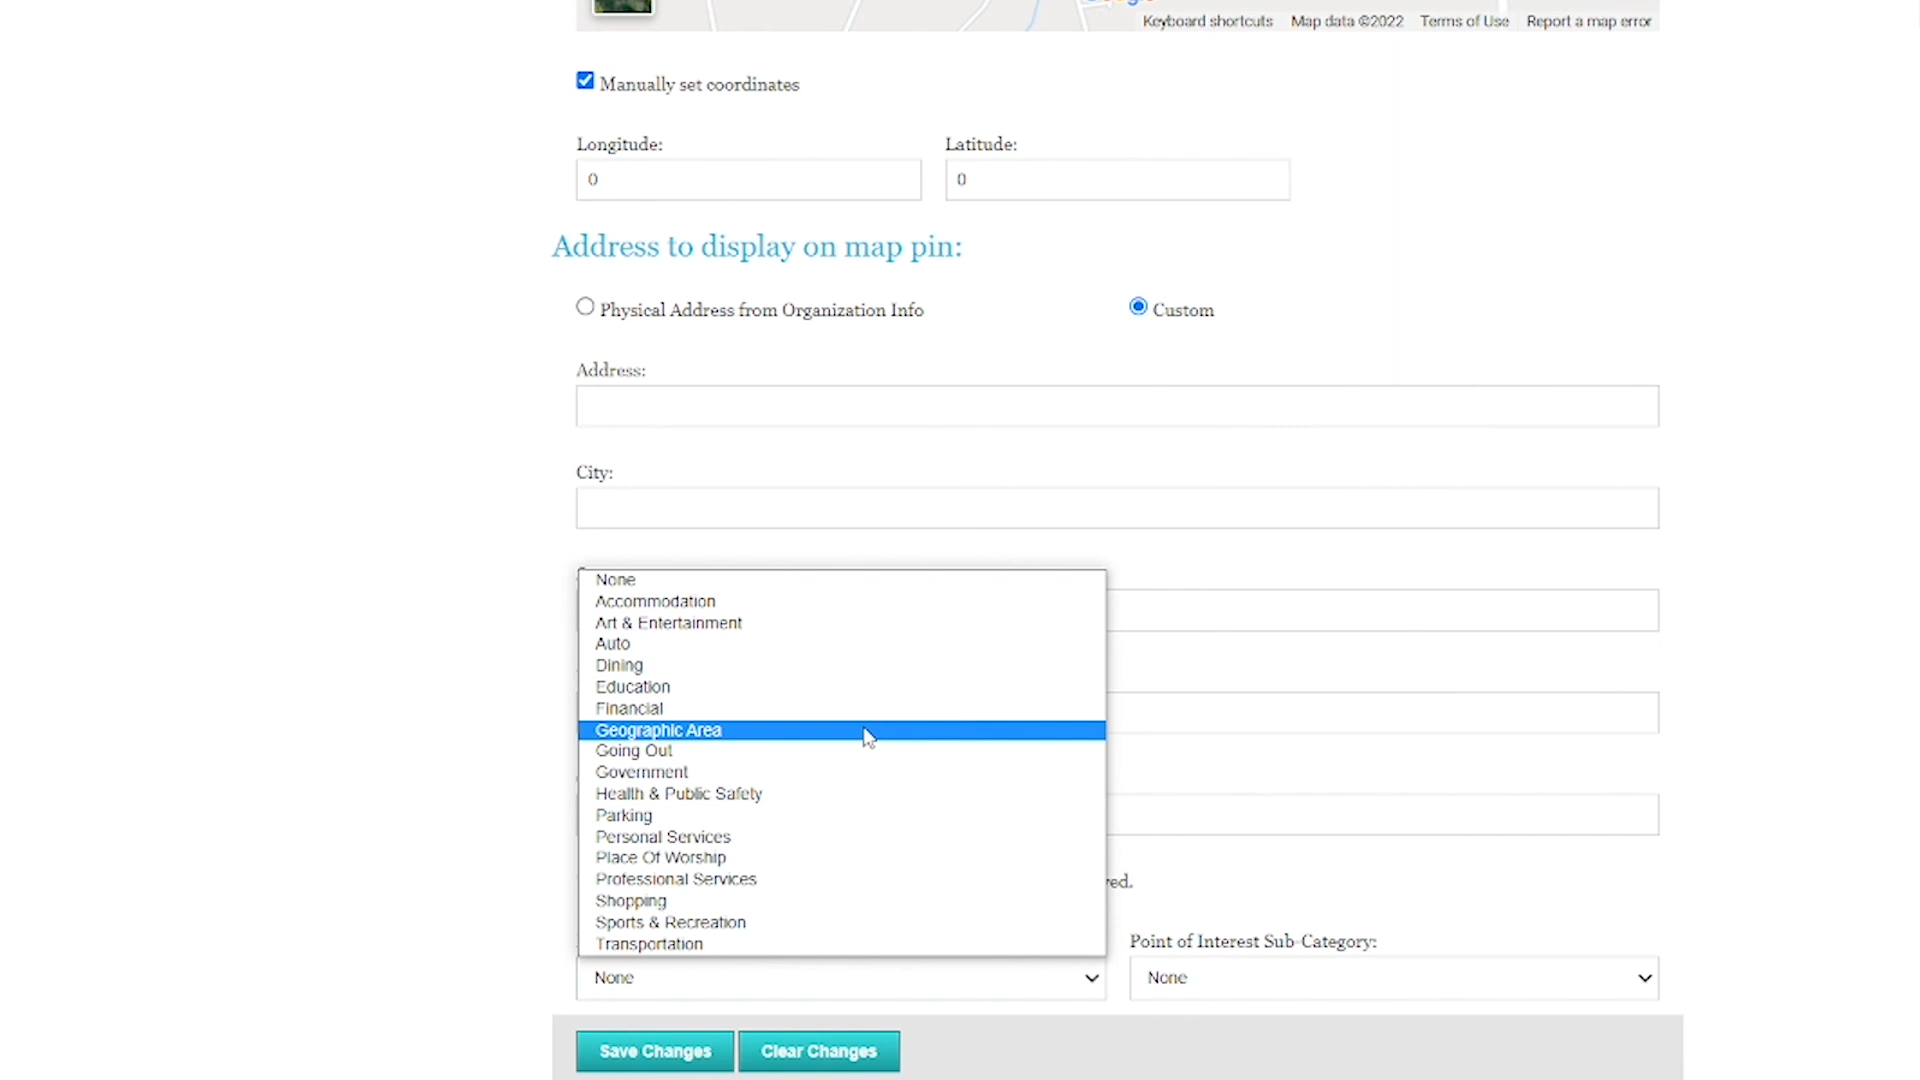 Keyboard shortcuts Map data ©2022 Terms of Use Report a map error
Manually set coordinates
Longitude: Latitude:
0 0
Address to display on map pin:
Physical Address from Organization Info Custom
Address:
City:
None
Accommodation
Art & Entertainment
Auto
Dining
Education
Financial
Geographic Area
Going Out
Government
Health & Public Safety
Parking
Personal Services
Place Of Worship
Professional Services
Shopping
Sports & Recreation
Transportation
Point of Interest Sub-Category:
None None
Save Changes Clear Changes